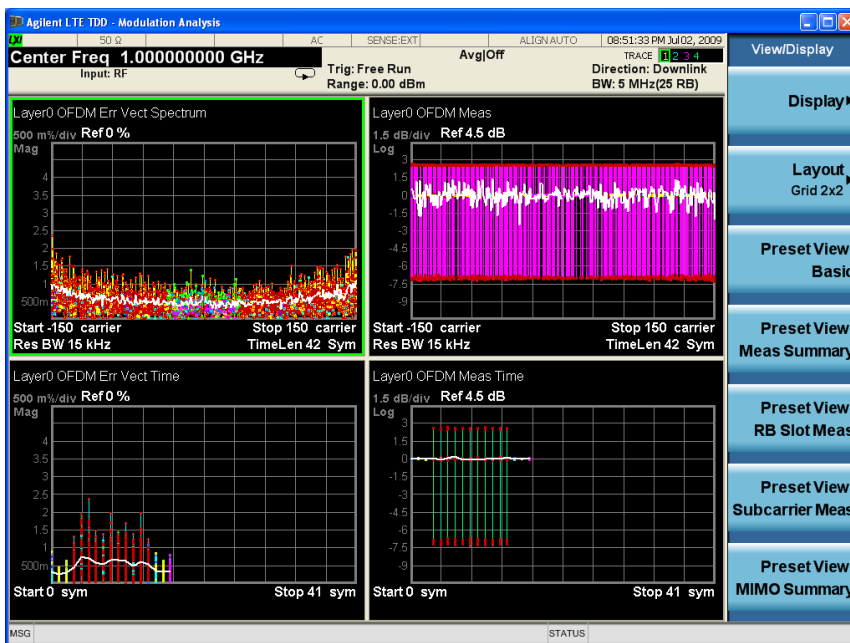 Agilent LTE TDD - Modulation Analysis
LXI 50 Ω AC SENSE:EXT ALIGN AUTO 08:51:33 PM Jul 02, 2009
Center Freq 1.000000000 GHz Avg|Off TRACE 1 2 3 4
Input: RF Trig: Free Run Direction: Downlink
Range: 0.00 dBm BW: 5 MHz (25 RB)
View/Display
Display
Layout
Grid 2x2
Preset View
Basic
Preset View
Meas Summary
Preset View
RB Slot Meas
Preset View
Subcarrier Meas
Preset View
MIMO Summary
Layer0 OFDM Err Vect Spectrum
500 m%/div Ref 0 %
Mag
4
3.5
3
2.5
2
1.5
1
500m
Start -150 carrier Stop 150 carrier
Res BW 15 kHz TimeLen 42 Sym
Layer0 OFDM Meas
1.5 dB/div Ref 4.5 dB
Log
3
1.5
0
-1.5
-3
-4.5
-6
-7.5
-9
Start -150 carrier Stop 150 carrier
Res BW 15 kHz TimeLen 42 Sym
Layer0 OFDM Err Vect Time
500 m%/div Ref 0 %
Mag
4
3.5
3
2.5
2
1.5
1
500m
Start 0 sym Stop 41 sym
Layer0 OFDM Meas Time
1.5 dB/div Ref 4.5 dB
Log
3
1.5
0
-1.5
-3
-4.5
-6
-7.5
-9
Start 0 sym Stop 41 sym
MSG STATUS